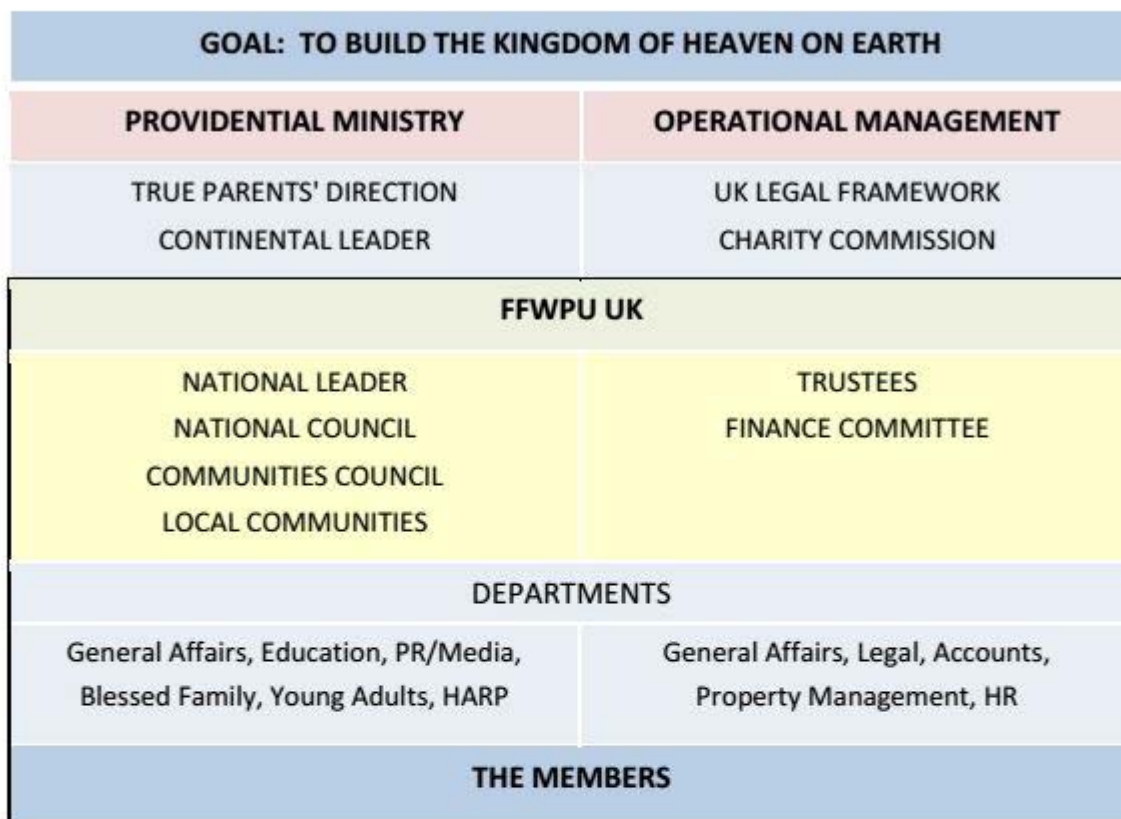 GOAL: TO BUILD THE KINGDOM OF HEAVEN ON EARTH
PROVIDENTIAL MINISTRY
OPERATIONAL MANAGEMENT
TRUE PARENTS' DIRECTION
CONTINENTAL LEADER
UK LEGAL FRAMEWORK
CHARITY COMMISSION
FFWPU UK
NATIONAL LEADER
NATIONAL COUNCIL
COMMUNITIES COUNCIL
LOCAL COMMUNITIES
TRUSTEES
FINANCE COMMITTEE
DEPARTMENTS
General Affairs, Education, PR/Media,
Blessed Family, Young Adults, HARP
General Affairs, Legal, Accounts,
Property Management, HR
THE MEMBERS